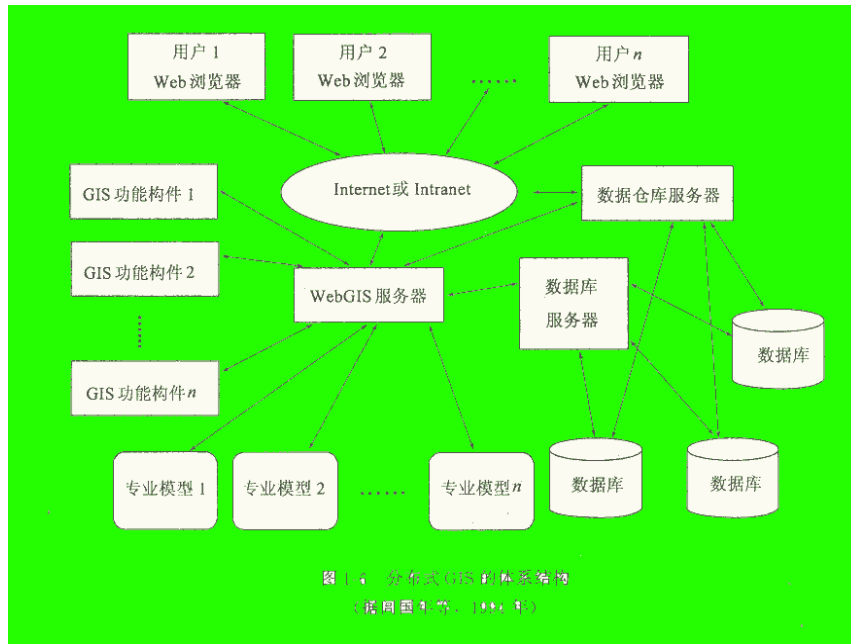 用户 1
Web 浏览器
用户 2
Web 浏览器
……
用户 n
Web 浏览器
Internet 或 Intranet
GIS 功能构件 1
数据仓库服务器
GIS 功能构件 2
WebGIS 服务器
数据库
服务器
……
数据库
GIS 功能构件 n
专业模型 1
专业模型 2
……
专业模型 n
数据库
数据库
分布式 GIS 的体系结构